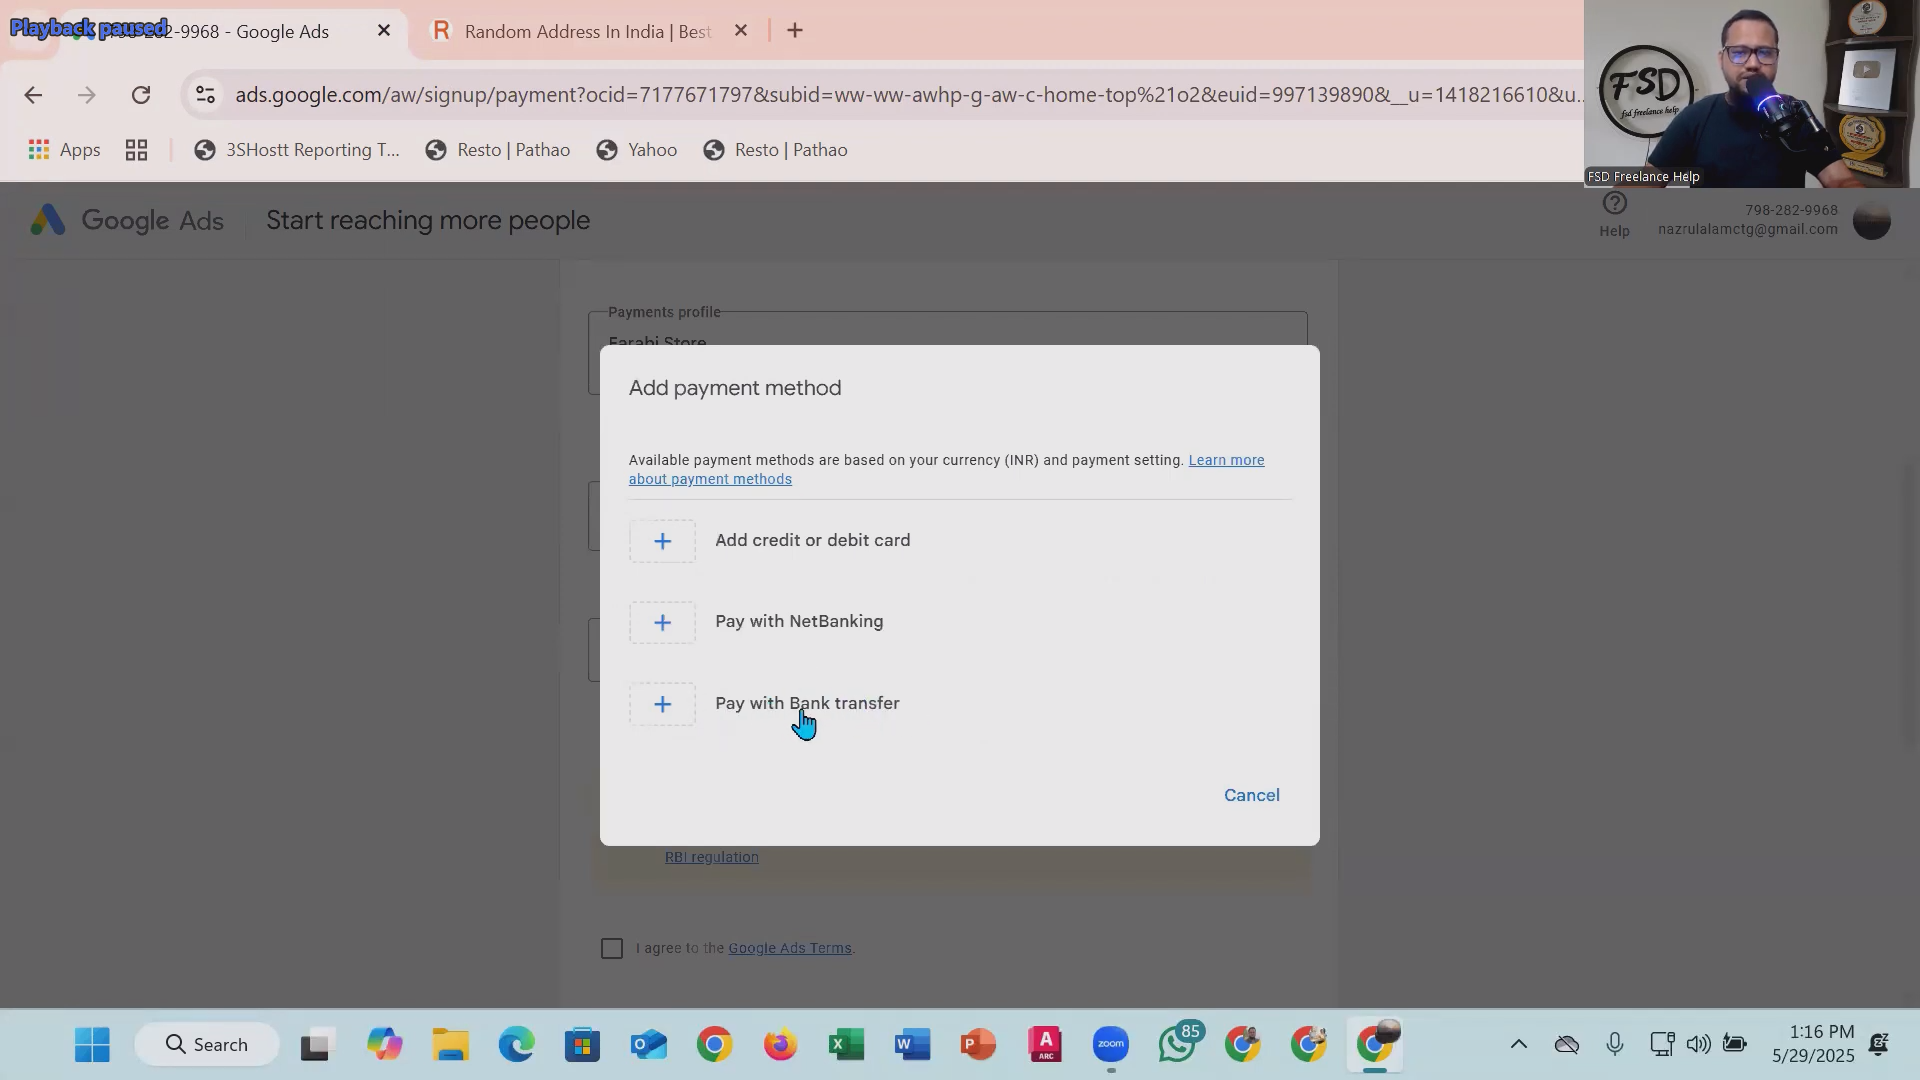 Playback paused
798-282-9968 - Google Ads
Random Address In India | Best
ads.google.com/aw/signup/payment?ocid=7177671797&subid=ww-ww-awhp-g-aw-c-home-top%21o2&euid=997139890&__u=1418216610&u...
Apps
3SHostt Reporting T...
Resto | Pathao
Yahoo
Resto | Pathao
FSD
fsd freelance help
FSD Freelance Help
Google Ads
Start reaching more people
Help
798-282-9968
nazrulalamctg@gmail.com
Payments profile
Farahi Store
Add payment method
Available payment methods are based on your currency (INR) and payment setting. Learn more
about payment methods
Add credit or debit card
Pay with NetBanking
Pay with Bank transfer
Cancel
RBI regulation
I agree to the Google Ads Terms.
Search
zoom
85
1:16 PM
5/29/2025